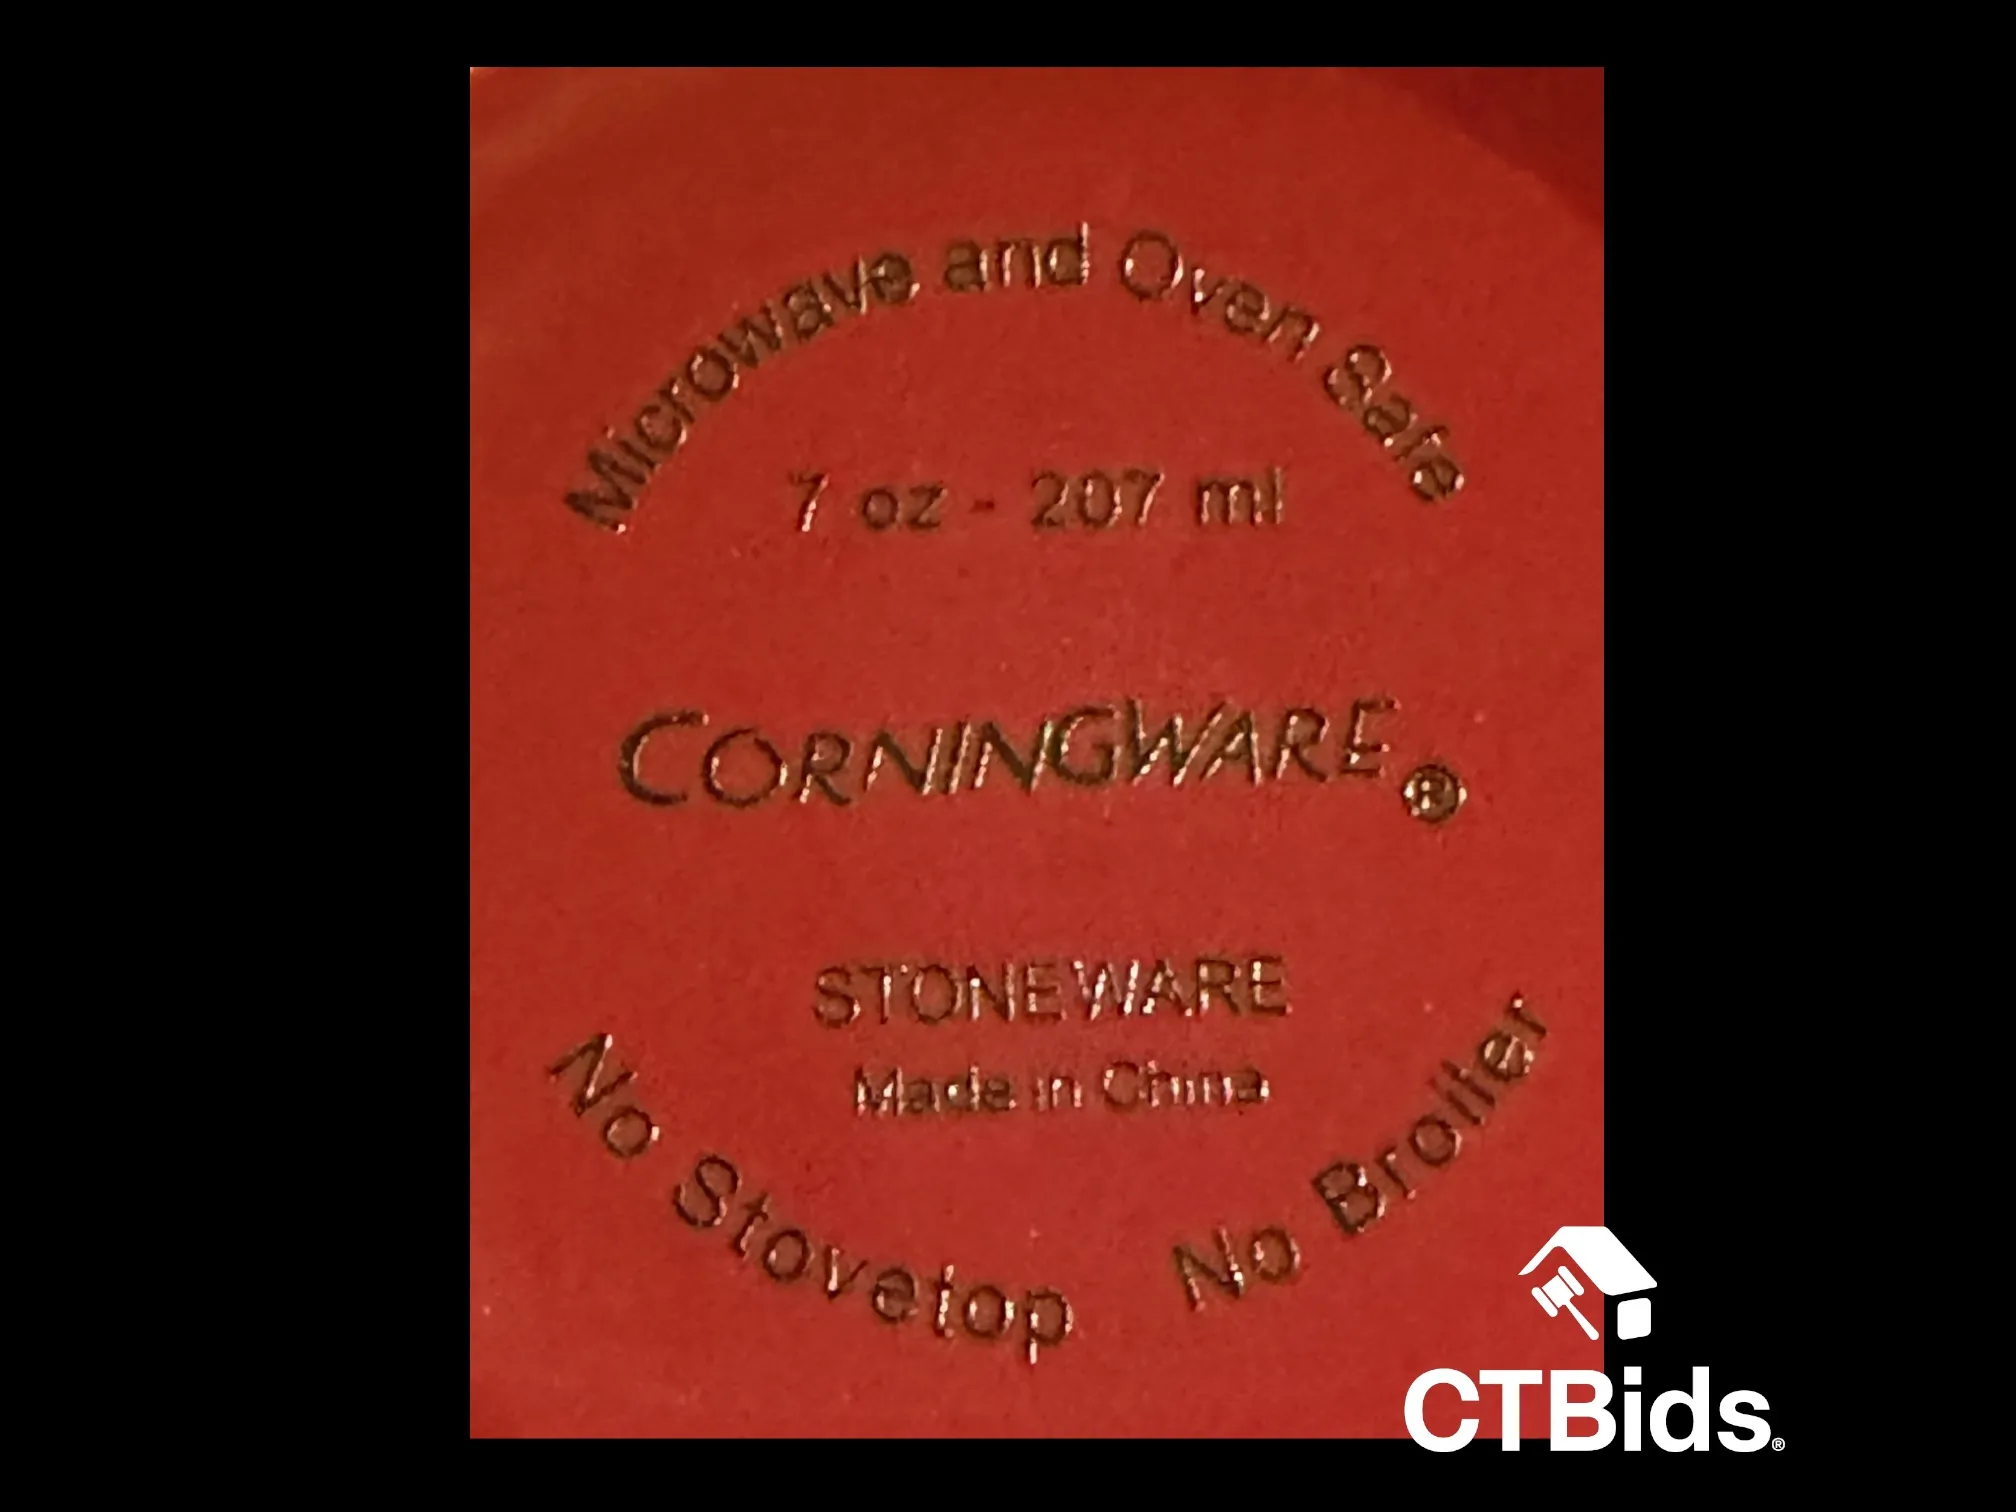 Microwave and Oven Safe
7 oz - 207 ml
CORNINGWARE®
STONEWARE
Made in China
No Stovetop No Broiler
CTBids®